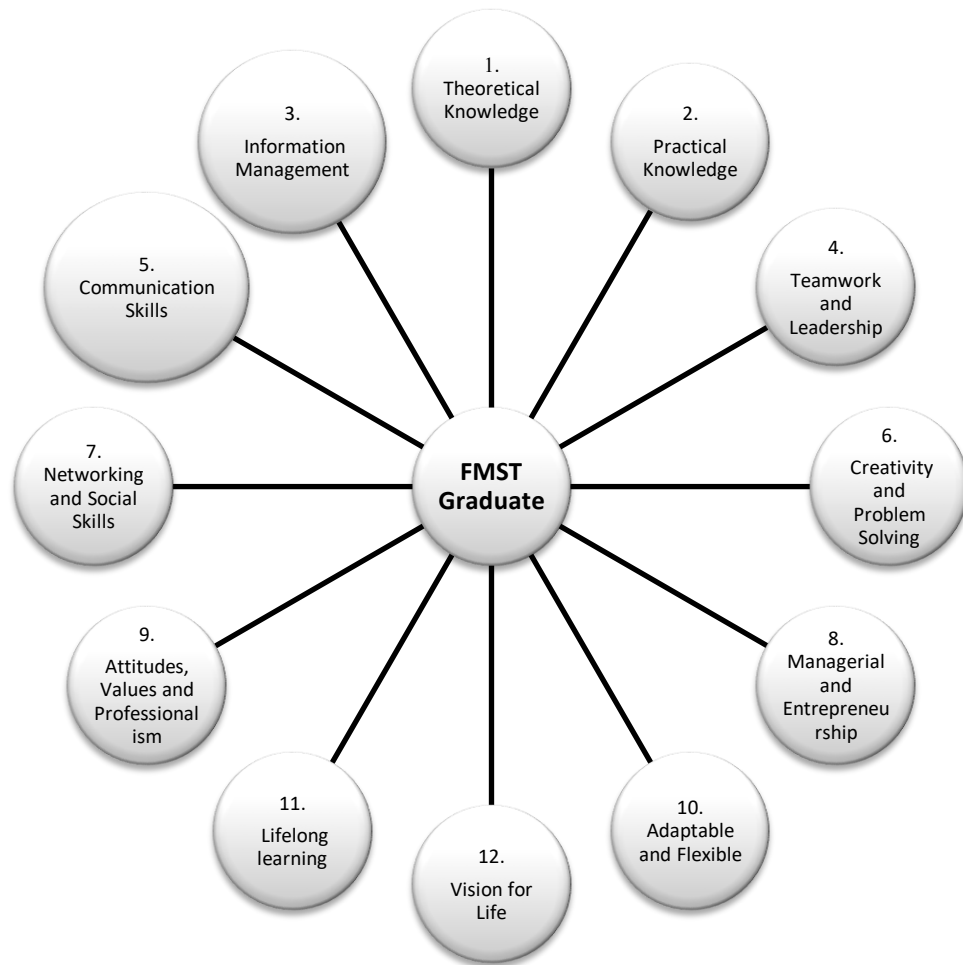 1.
Theoretical
Knowledge
2.
Practical
Knowledge
3.
Information
Management
4.
Teamwork
and
Leadership
5.
Communication
Skills
6.
Creativity
and
Problem
Solving
7.
Networking
and Social
Skills
FMST
Graduate
8.
Managerial
and
Entrepreneu
rship
9.
Attitudes,
Values and
Professional
ism
10.
Adaptable
and Flexible
11.
Lifelong
learning
12.
Vision for
Life